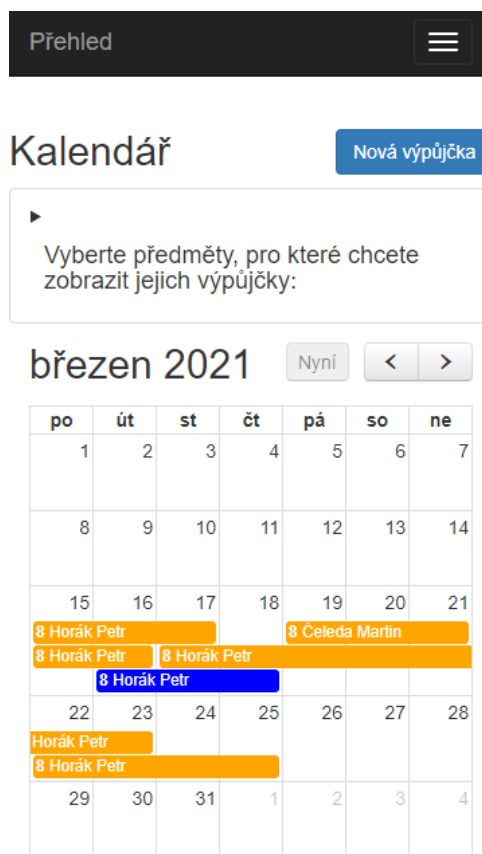 Přehled
Kalendář
Nová výpůjčka
Vyberte předměty, pro které chcete
zobrazit jejich výpůjčky:
březen 2021
Nyní
po út st čt pá so ne
1 2 3 4 5 6 7
8 9 10 11 12 13 14
15 16 17 18 19 20 21
8 Horák Petr 8 Čeleda Martin
8 Horák Petr 8 Horák Petr
8 Horák Petr
22 23 24 25 26 27 28
Horák Petr
8 Horák Petr
29 30 31 1 2 3 4